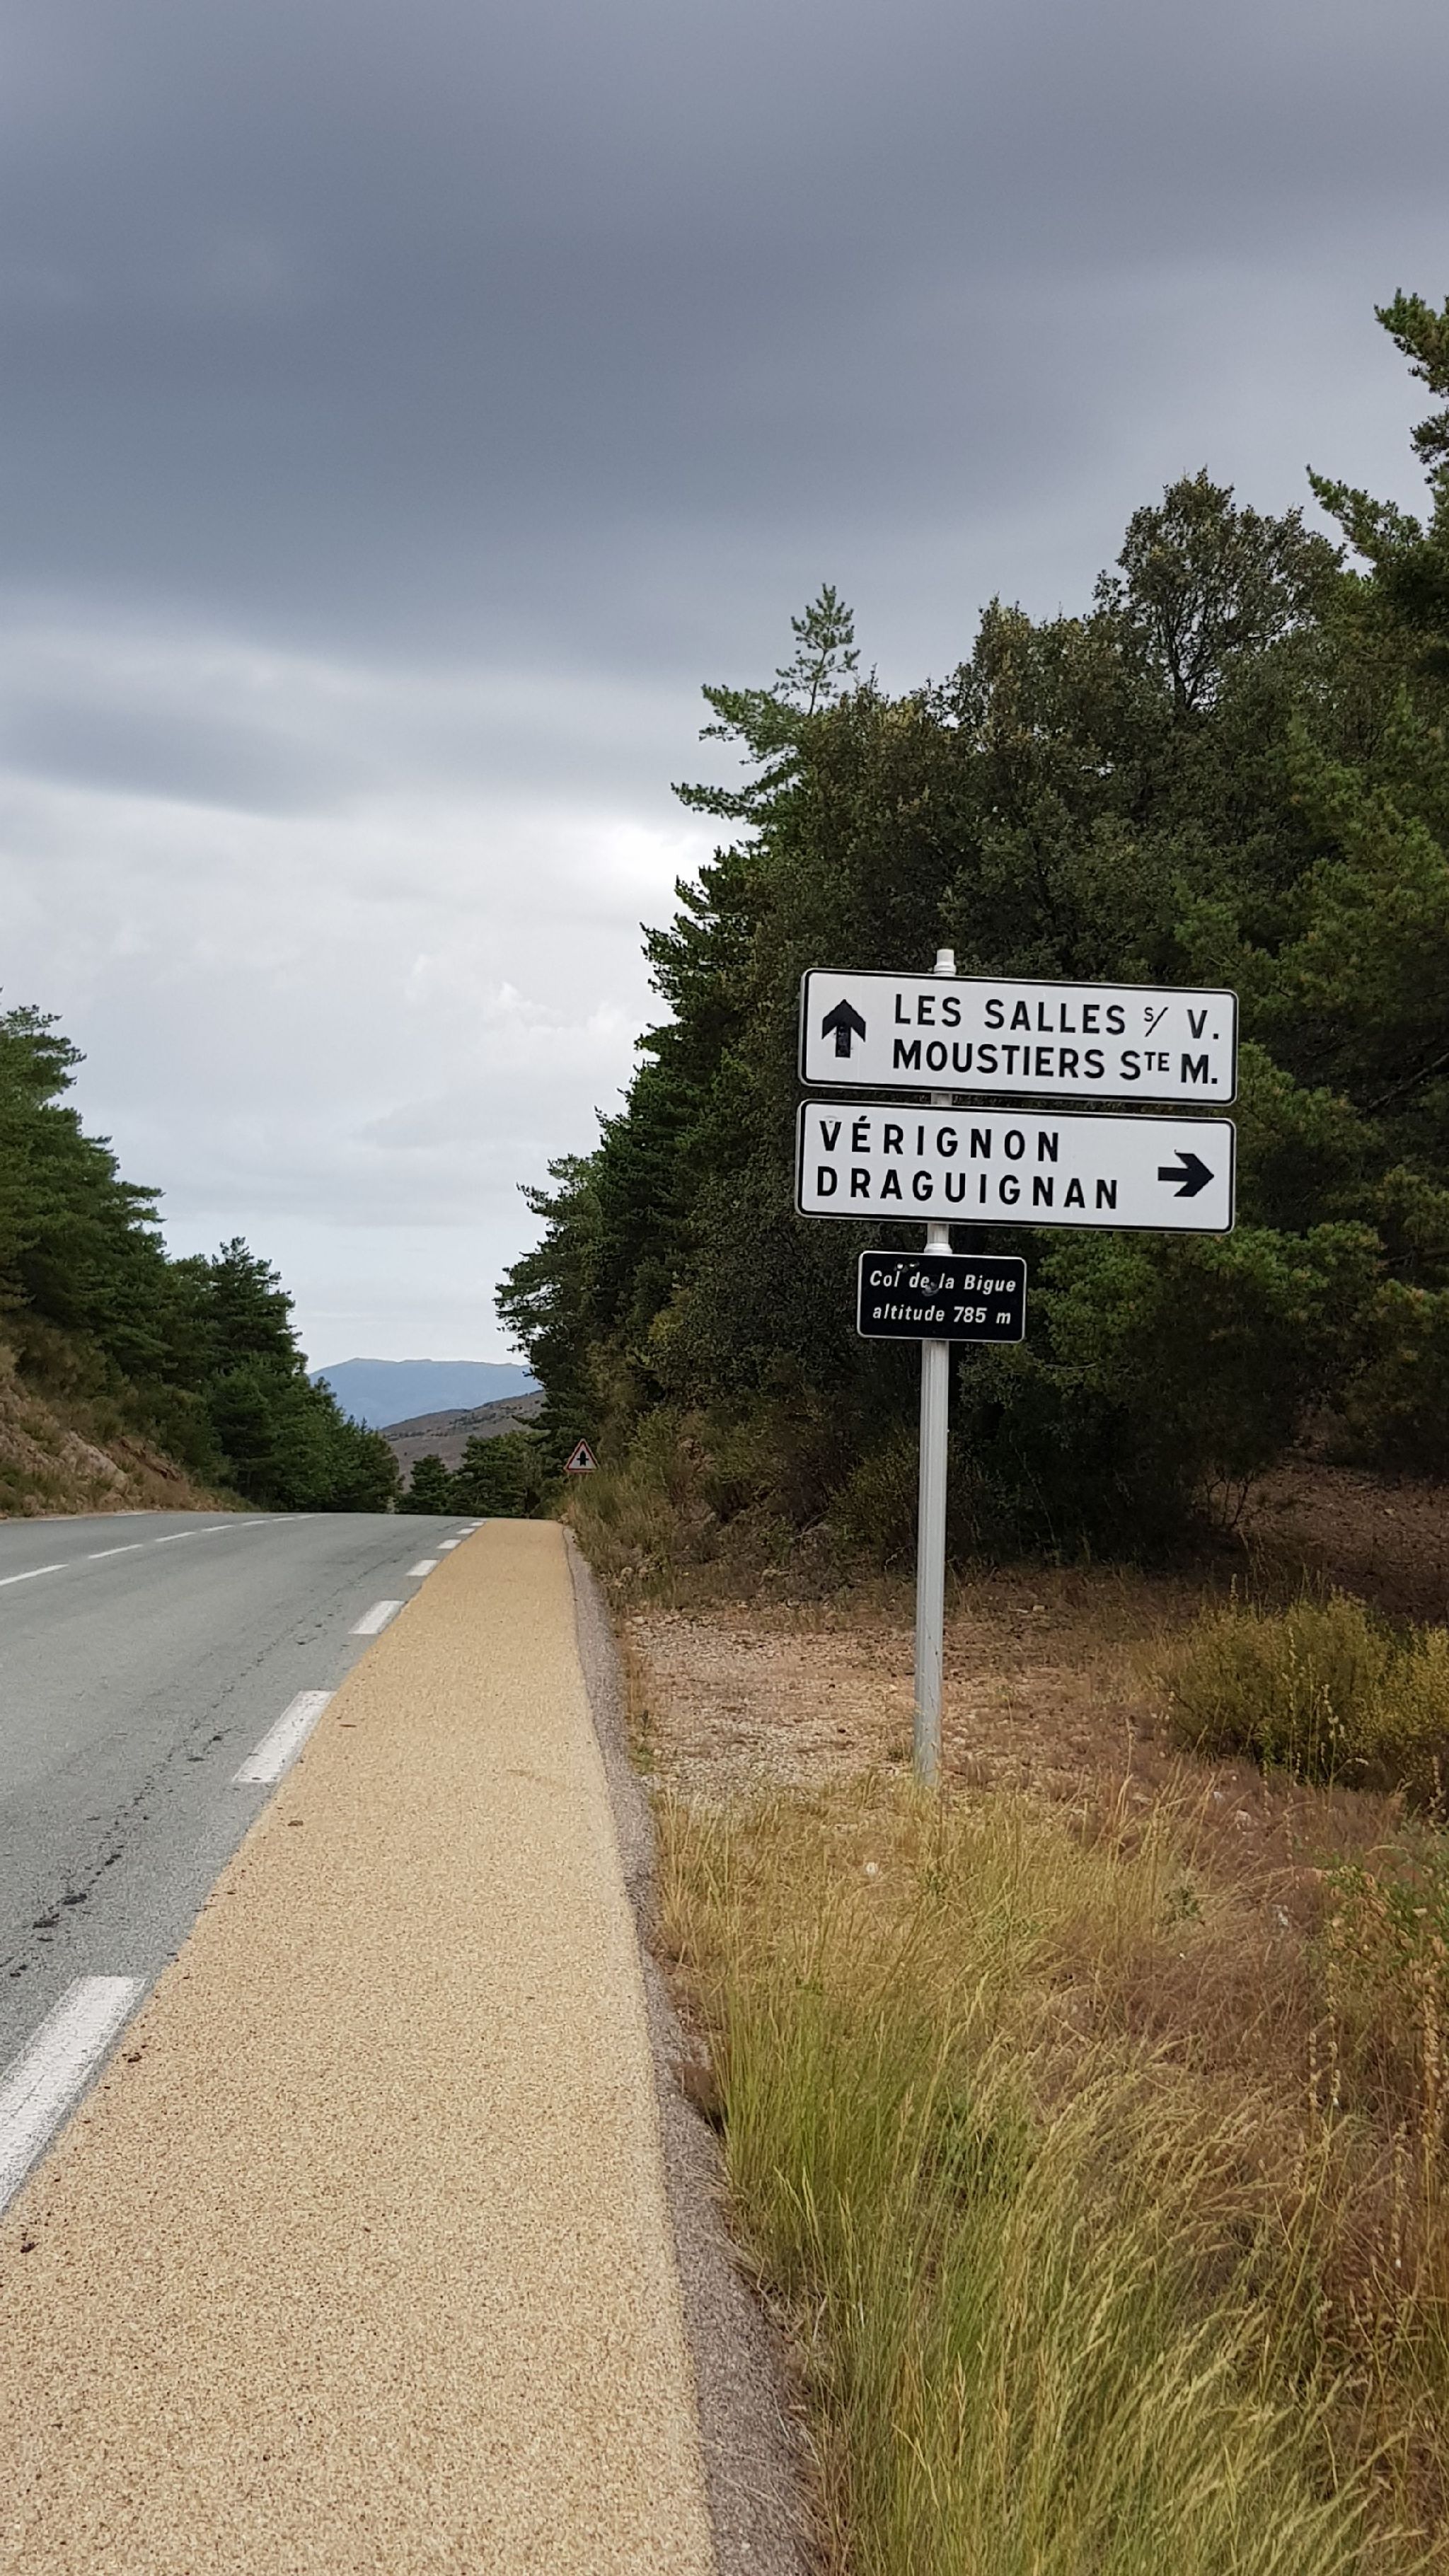 LES SALLES s/ V.
MOUSTIERS STE M.
VÉRIGNON
DRAGUIGNAN
Col de la Bigue
altitude 785 m